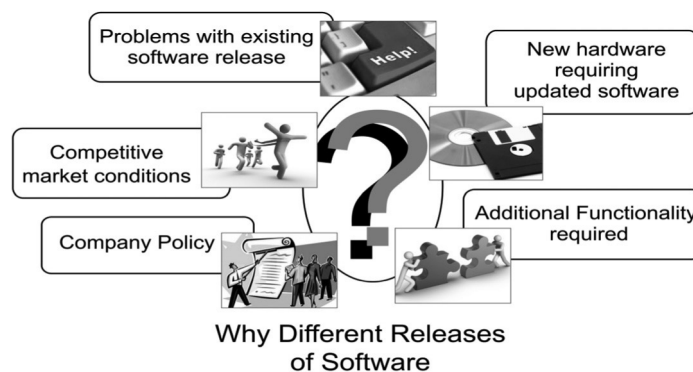 Problems with existing
software release
Help!
New hardware
requiring
updated software
Competitive
market conditions
Company Policy
Additional Functionality
required
Why Different Releases
of Software